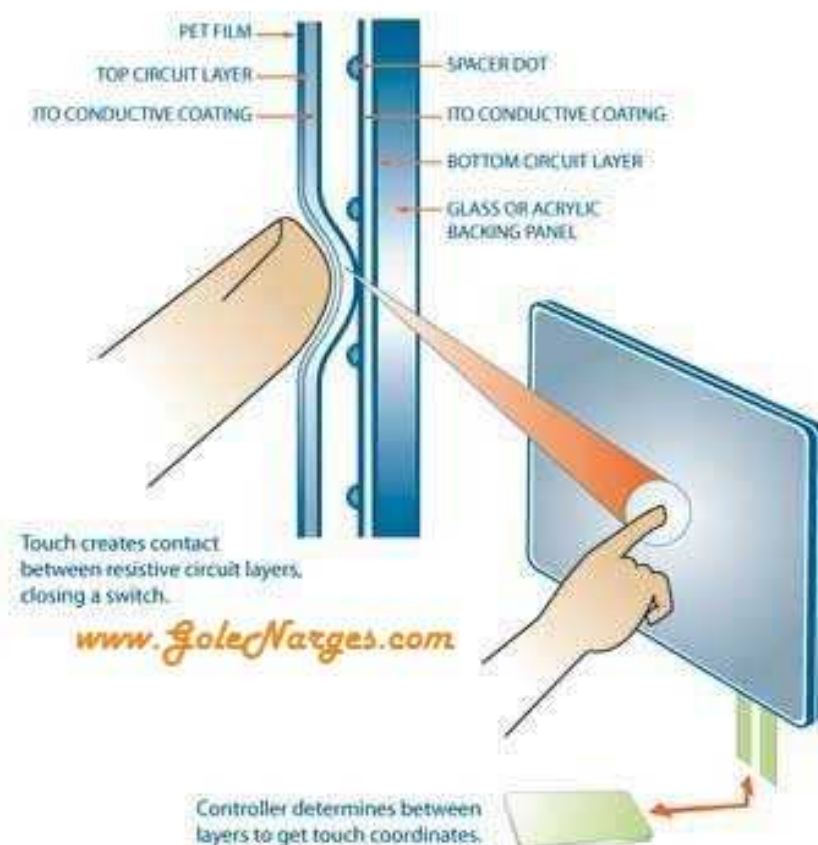 PET FILM
TOP CIRCUIT LAYER
ITO CONDUCTIVE COATING
SPACER DOT
ITO CONDUCTIVE COATING
BOTTOM CIRCUIT LAYER
GLASS OR ACRYLIC
BACKING PANEL
Touch creates contact
between resistive circuit layers,
closing a switch.
www.GoleNarges.com
Controller determines between
layers to get touch coordinates.